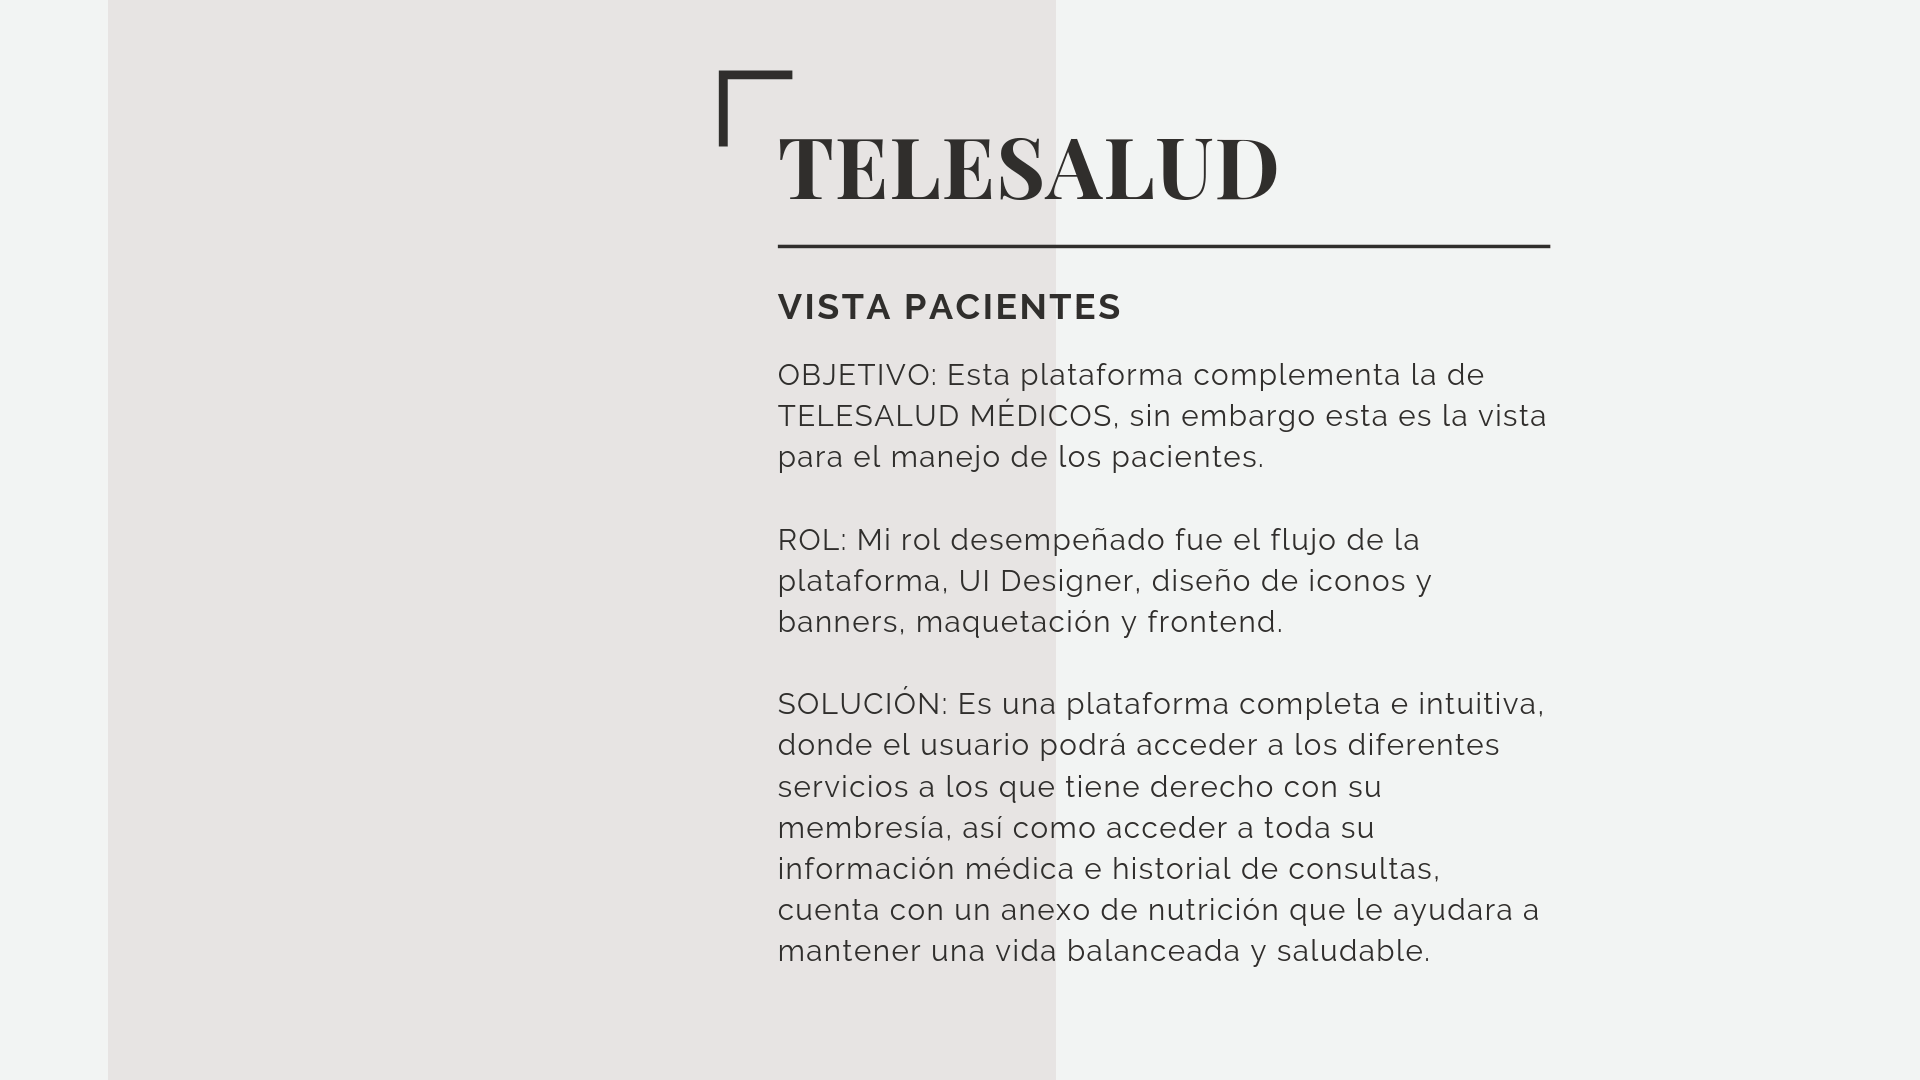 TELESALUD
VISTA PACIENTES
OBJETIVO: Esta plataforma complementa la de
TELESALUD MÉDICOS, sin embargo esta es la vista
para el manejo de los pacientes.
ROL: Mi rol desempeñado fue el flujo de la
plataforma, UI Designer, diseño de iconos y
banners, maquetación y frontend.
SOLUCIÓN: Es una plataforma completa e intuitiva,
donde el usuario podrá acceder a los diferentes
servicios a los que tiene derecho con su
membresía, así como acceder a toda su
información médica e historial de consultas,
cuenta con un anexo de nutrición que le ayudara a
mantener una vida balanceada y saludable.